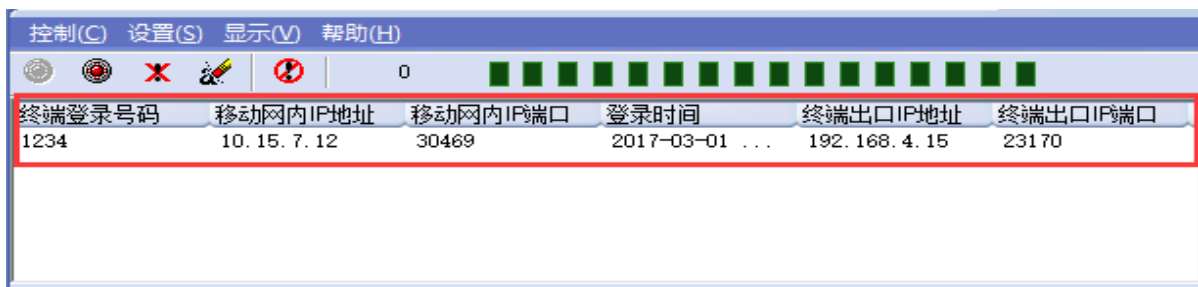 控制(C) 设置(S) 显示(V) 帮助(H)
0
终端登录号码 移动网内IP地址 移动网内IP端口 登录时间 终端出口IP地址 终端出口IP端口
1234 10.15.7.12 30469 2017-03-01 ... 192.168.4.15 23170